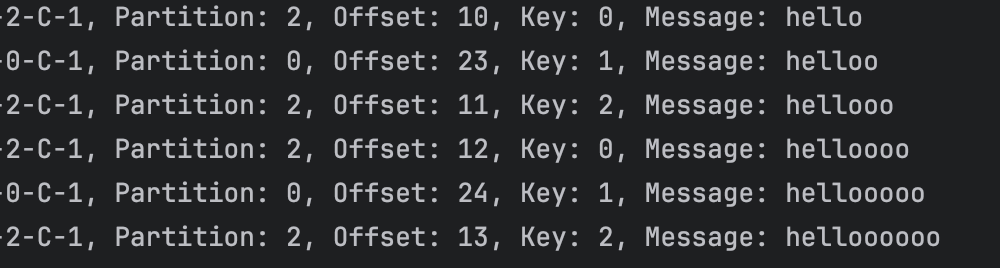 -2-C-1, Partition: 2, Offset: 10, Key: 0, Message: hello
-0-C-1, Partition: 0, Offset: 23, Key: 1, Message: helloo
-2-C-1, Partition: 2, Offset: 11, Key: 2, Message: hellooo
-2-C-1, Partition: 2, Offset: 12, Key: 0, Message: helloooo
-0-C-1, Partition: 0, Offset: 24, Key: 1, Message: hellooooo
-2-C-1, Partition: 2, Offset: 13, Key: 2, Message: helloooooo